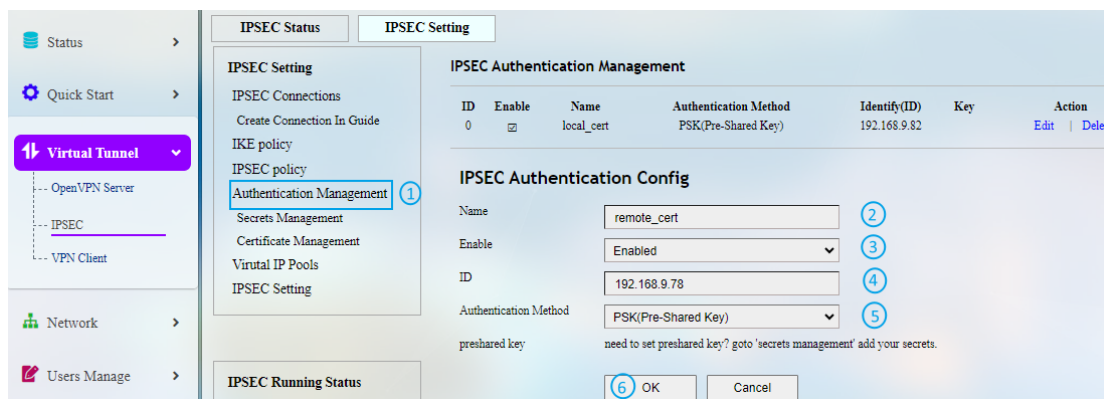 Status
Quick Start
Virtual Tunnel
OpenVPN Server
IPSEC
VPN Client
Network
Users Manage
IPSEC Status
IPSEC Setting
IPSEC Setting
IPSEC Connections
Create Connection In Guide
IKE policy
IPSEC policy
Authentication Management 1
Secrets Management
Certificate Management
Virutal IP Pools
IPSEC Setting
IPSEC Running Status
IPSEC Authentication Management
ID Enable Name Authentication Method Identify(ID) Key Action
0 local_cert PSK(Pre-Shared Key) 192.168.9.82 Edit | Dele
IPSEC Authentication Config
Name remote_cert 2
Enable Enabled 3
ID 192.168.9.78 4
Authentication Method PSK(Pre-Shared Key) 5
preshared key need to set preshared key? goto 'secrets management' add your secrets.
6 OK Cancel